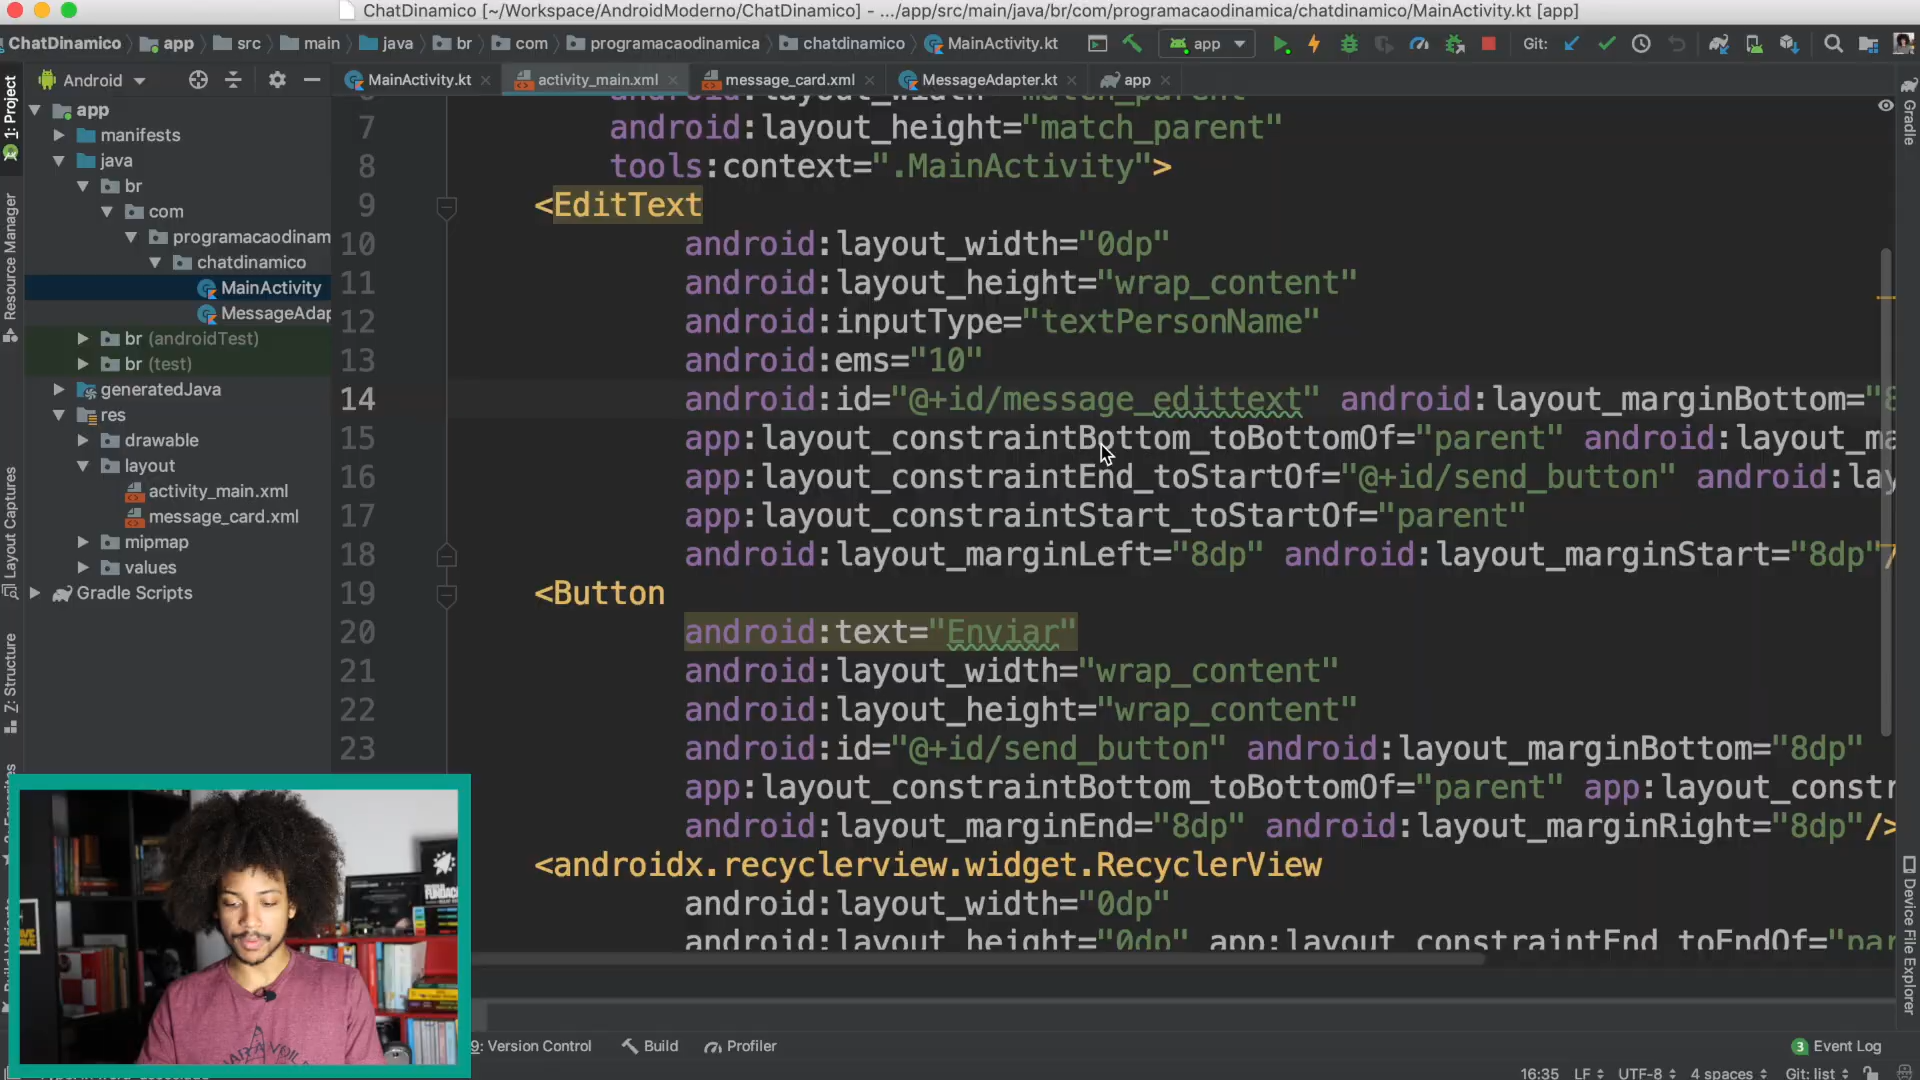 ChatDinamico [~/Workspace/AndroidModerno/ChatDinamico] - .../app/src/main/java/br/com/programacaodinamica/chatdinamico/MainActivity.kt [app]
ChatDinamico app src main java br com programacaodinamica chatdinamico MainActivity.kt app Git:
Android MainActivity.kt activity_main.xml message_card.xml MessageAdapter.kt app
1: Project
Resource Manager
Layout Captures
Z: Structure
app
manifests
java
br
com
programacaodinam
chatdinamico
MainActivity
MessageAdap
br (androidTest)
br (test)
generatedJava
res
drawable
layout
activity_main.xml
message_card.xml
mipmap
values
Gradle Scripts
7 android:layout_height="match_parent"
8 tools:context=".MainActivity">
9 <EditText
10 android:layout_width="0dp"
11 android:layout_height="wrap_content"
12 android:inputType="textPersonName"
13 android:ems="10"
14 android:id="@+id/message_edittext" android:layout_marginBottom="8
15 app:layout_constraintBottom_toBottomOf="parent" android:layout_ma
16 app:layout_constraintEnd_toStartOf="@+id/send_button" android:lay
17 app:layout_constraintStart_toStartOf="parent"
18 android:layout_marginLeft="8dp" android:layout_marginStart="8dp"/
19 <Button
20 android:text="Enviar"
21 android:layout_width="wrap_content"
22 android:layout_height="wrap_content"
23 android:id="@+id/send_button" android:layout_marginBottom="8dp"
app:layout_constraintBottom_toBottomOf="parent" app:layout_constr
android:layout_marginEnd="8dp" android:layout_marginRight="8dp"/>
<androidx.recyclerview.widget.RecyclerView
android:layout_width="0dp"
android:layout_height="0dp" app:layout_constraintEnd_toEndOf="par
Gradle
Device File Explorer
9: Version Control Build Profiler 3 Event Log
16:35 LF UTF-8 4 spaces Git: list